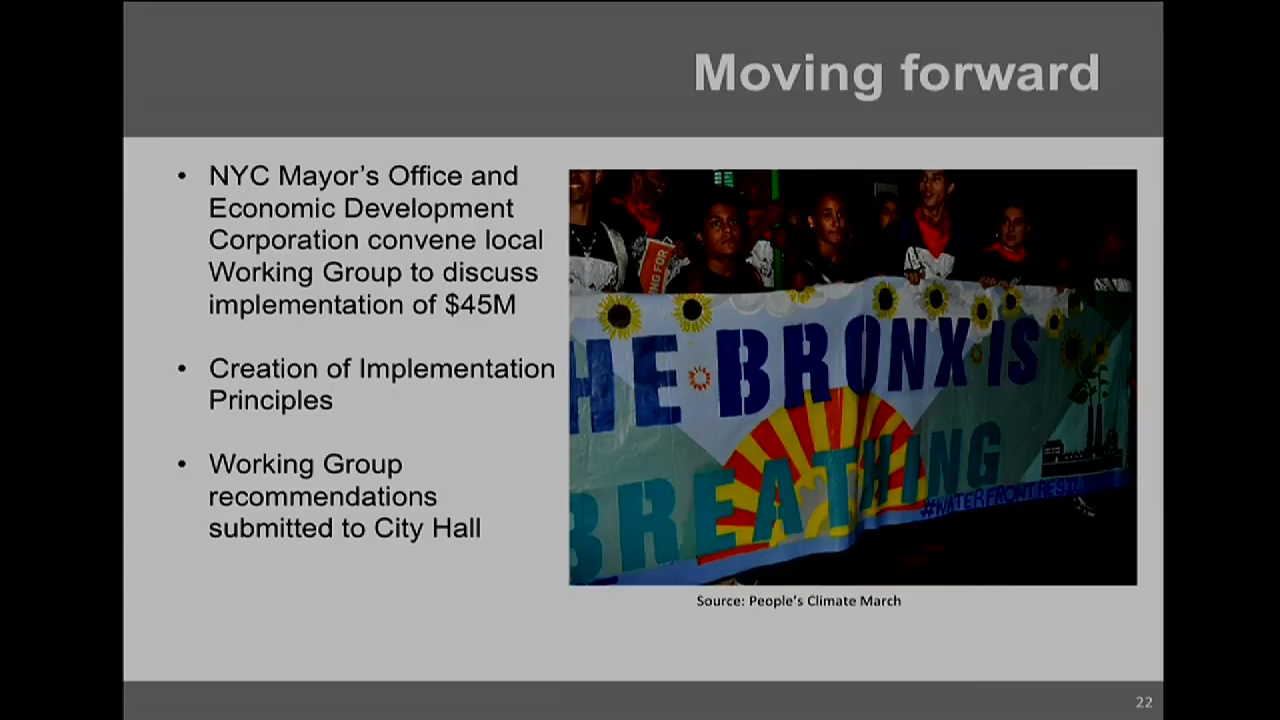 Moving forward
• NYC Mayor's Office and
Economic Development
Corporation convene local
Working Group to discuss
implementation of $45M
• Creation of Implementation
Principles
• Working Group
recommendations
submitted to City Hall
HE BRONX IS
BREATHING
Source: People's Climate March
22